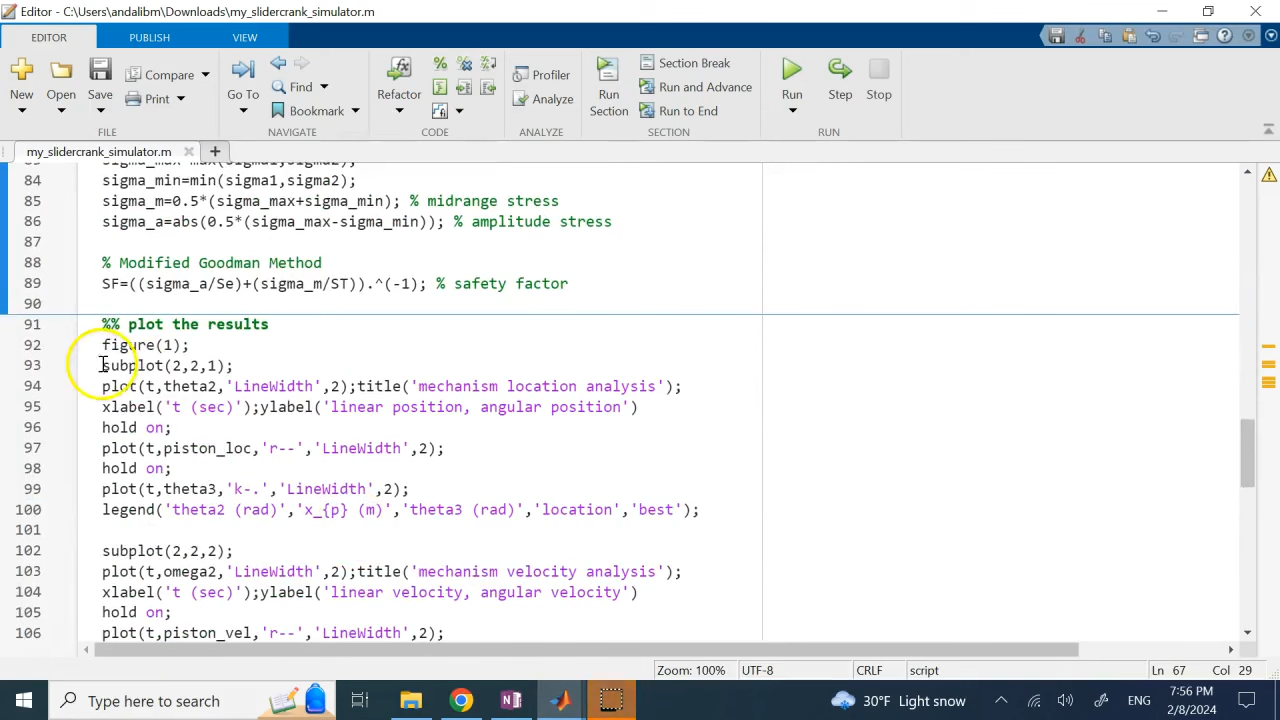 Editor - C:\Users\andalibm\Downloads\my_slidercrank_simulator.m
EDITOR PUBLISH VIEW
New Open Save Compare Print
Go To Find Bookmark
Refactor
Profiler Analyze
Run Section Section Break Run and Advance Run to End
Run Step Stop
FILE NAVIGATE CODE ANALYZE SECTION RUN
my_slidercrank_simulator.m
84 sigma_min=min(sigma1,sigma2);
85 sigma_m=0.5*(sigma_max+sigma_min); % midrange stress
86 sigma_a=abs(0.5*(sigma_max-sigma_min)); % amplitude stress
87
88 % Modified Goodman Method
89 SF=((sigma_a/Se)+(sigma_m/ST)).^(-1); % safety factor
90
91 %% plot the results
92 figure(1);
93 subplot(2,2,1);
94 plot(t,theta2,'LineWidth',2);title('mechanism location analysis');
95 xlabel('t (sec)');ylabel('linear position, angular position')
96 hold on;
97 plot(t,piston_loc,'r--','LineWidth',2);
98 hold on;
99 plot(t,theta3,'k-.','LineWidth',2);
100 legend('theta2 (rad)','x_{p} (m)','theta3 (rad)','location','best');
101
102 subplot(2,2,2);
103 plot(t,omega2,'LineWidth',2);title('mechanism velocity analysis');
104 xlabel('t (sec)');ylabel('linear velocity, angular velocity')
105 hold on;
106 plot(t,piston_vel,'r--','LineWidth',2);
Zoom: 100% UTF-8 CRLF script Ln 67 Col 29
Type here to search
30°F Light snow
ENG
7:56 PM
2/8/2024